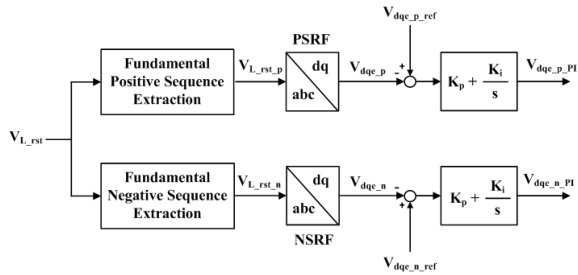 V_dqe_p_ref
PSRF
Fundamental
Positive Sequence
Extraction
V_L_rst_p
dq
abc
V_dqe_p
- +
K_p + K_i
s
V_dqe_p_PI
V_L_rst
Fundamental
Negative Sequence
Extraction
V_L_rst_n
dq
abc
NSRF
V_dqe_n
-
+
K_p + K_i
s
V_dqe_n_PI
V_dqe_n_ref